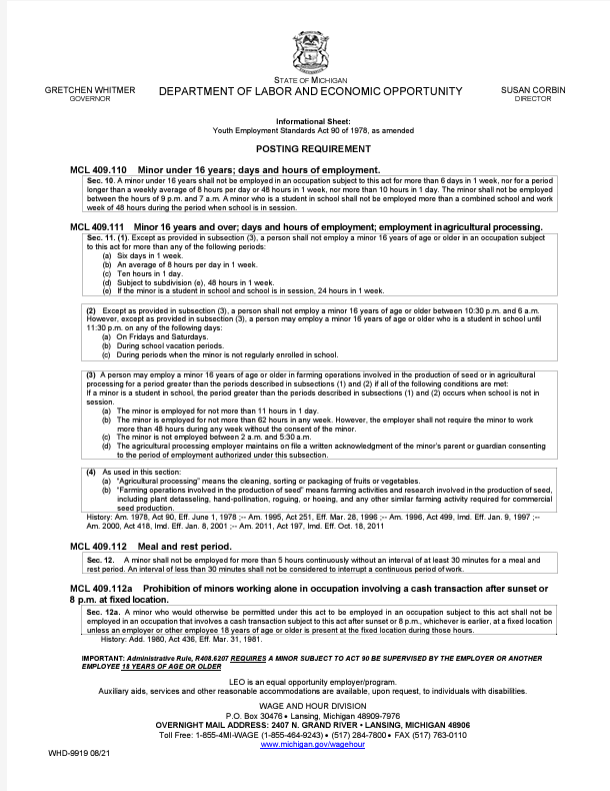 STATE OF MICHIGAN
GRETCHEN WHITMER
GOVERNOR
DEPARTMENT OF LABOR AND ECONOMIC OPPORTUNITY
SUSAN CORBIN
DIRECTOR
Informational Sheet:
Youth Employment Standards Act 90 of 1978, as amended
POSTING REQUIREMENT
MCL 409.110 Minor under 16 years; days and hours of employment.
Sec. 10. A minor under 16 years shall not be employed in an occupation subject to this act for more than 6 days in 1 week, nor for a period
longer than a weekly average of 8 hours per day or 48 hours in 1 week, nor more than 10 hours in 1 day. The minor shall not be employed
between the hours of 9 p.m. and 7 a.m. A minor who is a student in school shall not be employed more than a combined school and work
week of 48 hours during the period when school is in session.
MCL 409.111 Minor 16 years and over; days and hours of employment; employment inagricultural processing.
Sec. 11. (1). Except as provided in subsection (3), a person shall not employ a minor 16 years of age or older in an occupation subject
to this act for more than any of the following periods:
(a) Six days in 1 week.
(b) An average of 8 hours per day in 1 week.
(c) Ten hours in 1 day.
(d) Subject to subdivision (e), 48 hours in 1 week.
(e) If the minor is a student in school and school is in session, 24 hours in 1 week.
(2) Except as provided in subsection (3), a person shall not employ a minor 16 years of age or older between 10:30 p.m. and 6 a.m.
However, except as provided in subsection (3), a person may employ a minor 16 years of age or older who is a student in school until
11:30 p.m. on any of the following days:
(a) On Fridays and Saturdays.
(b) During school vacation periods.
(c) During periods when the minor is not regularly enrolled in school.
(3) A person may employ a minor 16 years of age or older in farming operations involved in the production of seed or in agricultural
processing for a period greater than the periods described in subsections (1) and (2) if all of the following conditions are met:
If a minor is a student in school, the period greater than the periods described in subsections (1) and (2) occurs when school is not in
session.
(a) The minor is employed for not more than 11 hours in 1 day.
(b) The minor is employed for not more than 62 hours in any week. However, the employer shall not require the minor to work
more than 48 hours during any week without the consent of the minor.
(c) The minor is not employed between 2 a.m. and 5:30 a.m.
(d) The agricultural processing employer maintains on file a written acknowledgment of the minor's parent or guardian consenting
to the period of employment authorized under this subsection.
(4) As used in this section:
(a) "Agricultural processing" means the cleaning, sorting or packaging of fruits or vegetables.
(b) "Farming operations involved in the production of seed" means farming activities and research involved in the production of seed,
including plant detasseling, hand-pollination, roguing, or hoeing, and any other similar farming activity required for commercial
seed production.
History: Am. 1978, Act 90, Eff. June 1, 1978 ;-- Am. 1995, Act 251, Eff. Mar. 28, 1996 ;-- Am. 1996, Act 499, Imd. Eff. Jan. 9, 1997 ;--
Am. 2000, Act 418, Imd. Eff. Jan. 8, 2001 ;-- Am. 2011, Act 197, Imd. Eff. Oct. 18, 2011
MCL 409.112 Meal and rest period.
Sec. 12. A minor shall not be employed for more than 5 hours continuously without an interval of at least 30 minutes for a meal and
rest period. An interval of less than 30 minutes shall not be considered to interrupt a continuous period of work.
MCL 409.112a Prohibition of minors working alone in occupation involving a cash transaction after sunset or
8 p.m. at fixed location.
Sec. 12a. A minor who would otherwise be permitted under this act to be employed in an occupation subject to this act shall not be
employed in an occupation that involves a cash transaction subject to this act after sunset or 8 p.m., whichever is earlier, at a fixed location
unless an employer or other employee 18 years of age or older is present at the fixed location during those hours.
History: Add. 1980, Act 436, Eff. Mar. 31, 1981.
IMPORTANT: Administrative Rule, R408.6207 REQUIRES A MINOR SUBJECT TO ACT 90 BE SUPERVISED BY THE EMPLOYER OR ANOTHER
EMPLOYEE 18 YEARS OF AGE OR OLDER
LEO is an equal opportunity employer/program.
Auxiliary aids, services and other reasonable accommodations are available, upon request, to individuals with disabilities.
WAGE AND HOUR DIVISION
P.O. Box 30476 • Lansing, Michigan 48909-7976
OVERNIGHT MAIL ADDRESS: 2407 N. GRAND RIVER • LANSING, MICHIGAN 48906
Toll Free: 1-855-4MI-WAGE (1-855-464-9243) • (517) 284-7800 • FAX (517) 763-0110
www.michigan.gov/wagehour
WHD-9919 08/21